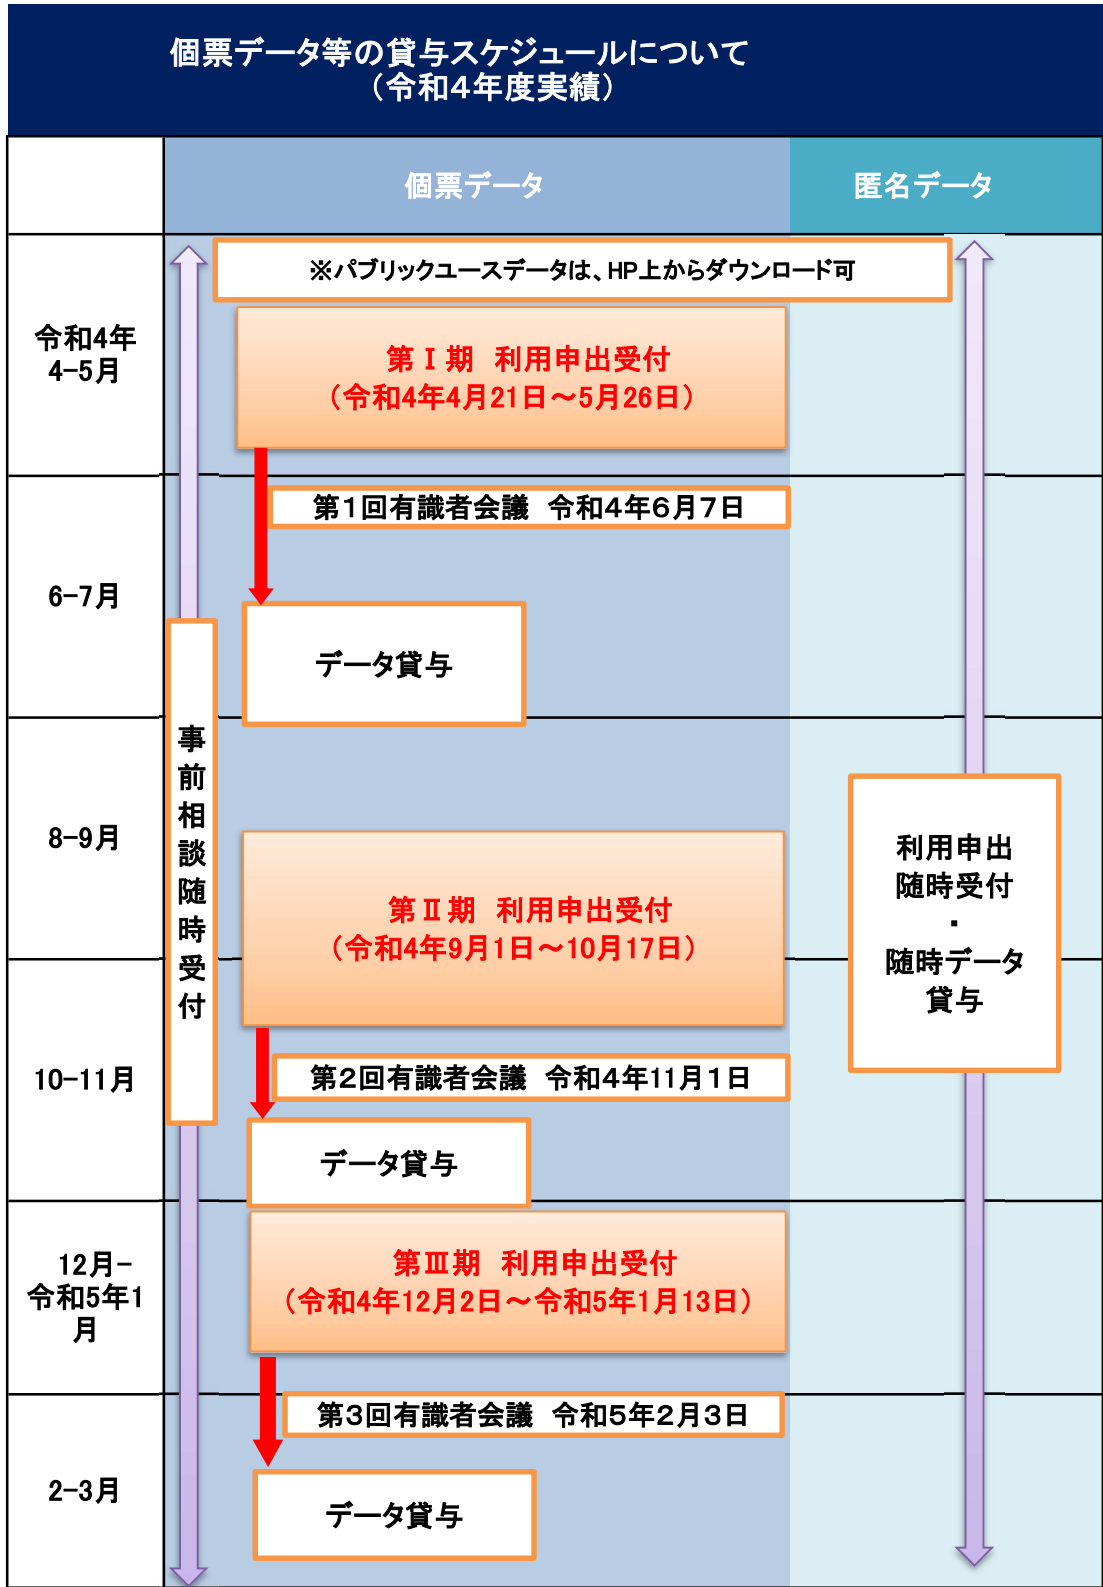 個票データ等の貸与スケジュールについて
（令和４年度実績）
個票データ
匿名データ
※パブリックユースデータは、HP上からダウンロード可
令和4年
4-5月
第Ⅰ期　利用申出受付
（令和4年4月21日～5月26日）
第１回有識者会議　令和４年６月７日
6-7月
データ貸与
事前相談随時受付
8-9月
第Ⅱ期　利用申出受付
（令和4年9月1日～10月17日）
利用申出
随時受付
・
随時データ
貸与
10-11月
第２回有識者会議　令和４年11月１日
データ貸与
12月-
令和5年1
月
第Ⅲ期　利用申出受付
（令和4年12月2日～令和5年1月13日）
第３回有識者会議　令和５年２月３日
2-3月
データ貸与